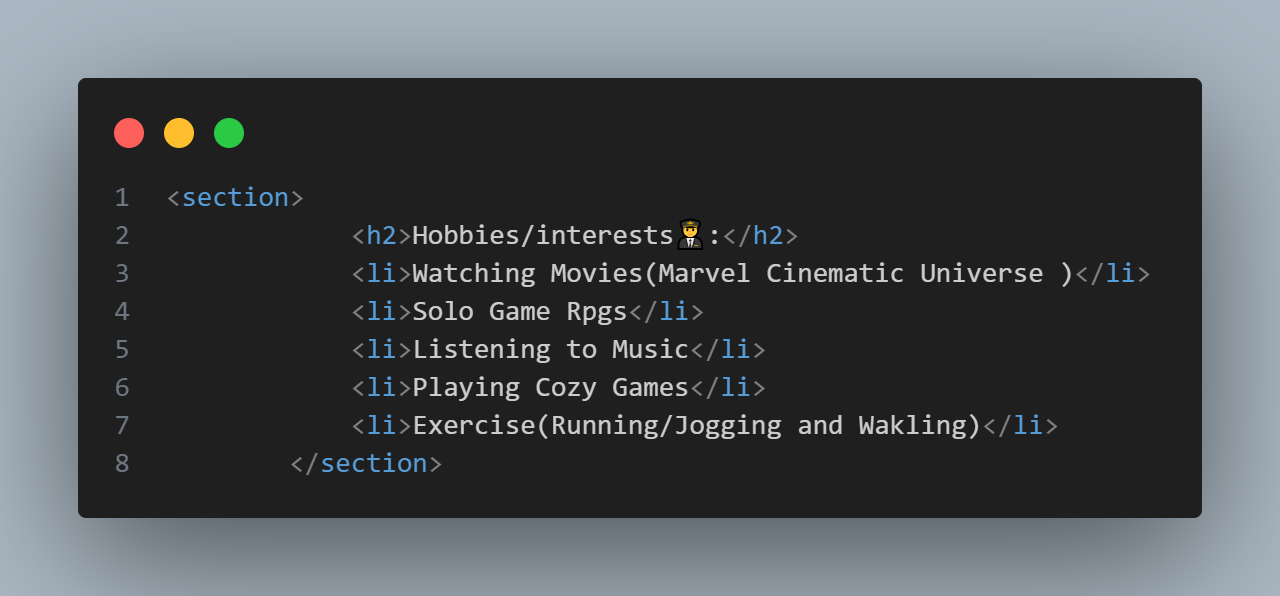 1 <section>
2 <h2>Hobbies/interests👨‍✈️:</h2>
3 <li>Watching Movies(Marvel Cinematic Universe )</li>
4 <li>Solo Game Rpgs</li>
5 <li>Listening to Music</li>
6 <li>Playing Cozy Games</li>
7 <li>Exercise(Running/Jogging and Wakling)</li>
8 </section>